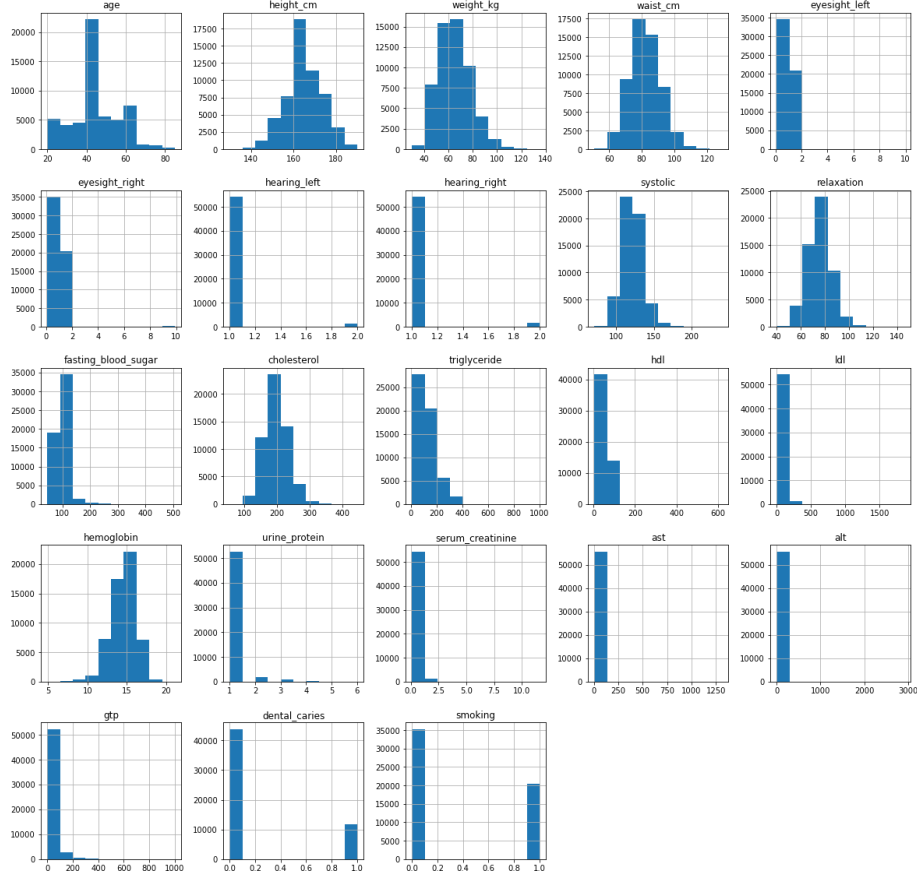 age height_cm weight_kg waist_cm eyesight_left
20000 15000 10000 5000 0
20 40 60 80
17500 15000 12500 10000 7500 5000 2500 0
140 160 180
15000 12500 10000 7500 5000 2500 0
40 60 80 100 120 140
17500 15000 12500 10000 7500 5000 2500 0
60 80 100 120
35000 30000 25000 20000 15000 10000 5000 0
0 2 4 6 8 10
eyesight_right hearing_left hearing_right systolic relaxation
35000 30000 25000 20000 15000 10000 5000 0
0 2 4 6 8 10
50000 40000 30000 20000 10000 0
1.0 1.2 1.4 1.6 1.8 2.0
50000 40000 30000 20000 10000 0
1.0 1.2 1.4 1.6 1.8 2.0
25000 20000 15000 10000 5000 0
100 150 200
25000 20000 15000 10000 5000 0
40 60 80 100 120 140
fasting_blood_sugar cholesterol triglyceride hdl ldl
35000 30000 25000 20000 15000 10000 5000 0
100 200 300 400 500
20000 15000 10000 5000 0
100 200 300 400
25000 20000 15000 10000 5000 0
0 200 400 600 800 1000
40000 30000 20000 10000 0
0 200 400 600
50000 40000 30000 20000 10000 0
0 500 1000 1500
hemoglobin urine_protein serum_creatinine ast alt
20000 15000 10000 5000 0
5 10 15 20
50000 40000 30000 20000 10000 0
1 2 3 4 5 6
50000 40000 30000 20000 10000 0
0.0 2.5 5.0 7.5 10.0
50000 40000 30000 20000 10000 0
0 250 500 750 1000 1250
50000 40000 30000 20000 10000 0
0 1000 2000 3000
gtp dental_caries smoking
50000 40000 30000 20000 10000 0
0 200 400 600 800 1000
40000 30000 20000 10000 0
0.0 0.2 0.4 0.6 0.8 1.0
35000 30000 25000 20000 15000 10000 5000 0
0.0 0.2 0.4 0.6 0.8 1.0